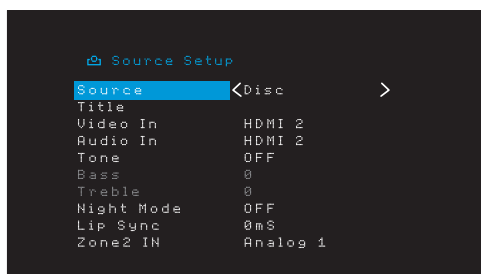 Source Setup
Source < Disc >
Title
Video In HDMI 2
Audio In HDMI 2
Tone OFF
Bass 0
Treble 0
Night Mode OFF
Lip Sync 0mS
Zone2 IN Analog 1